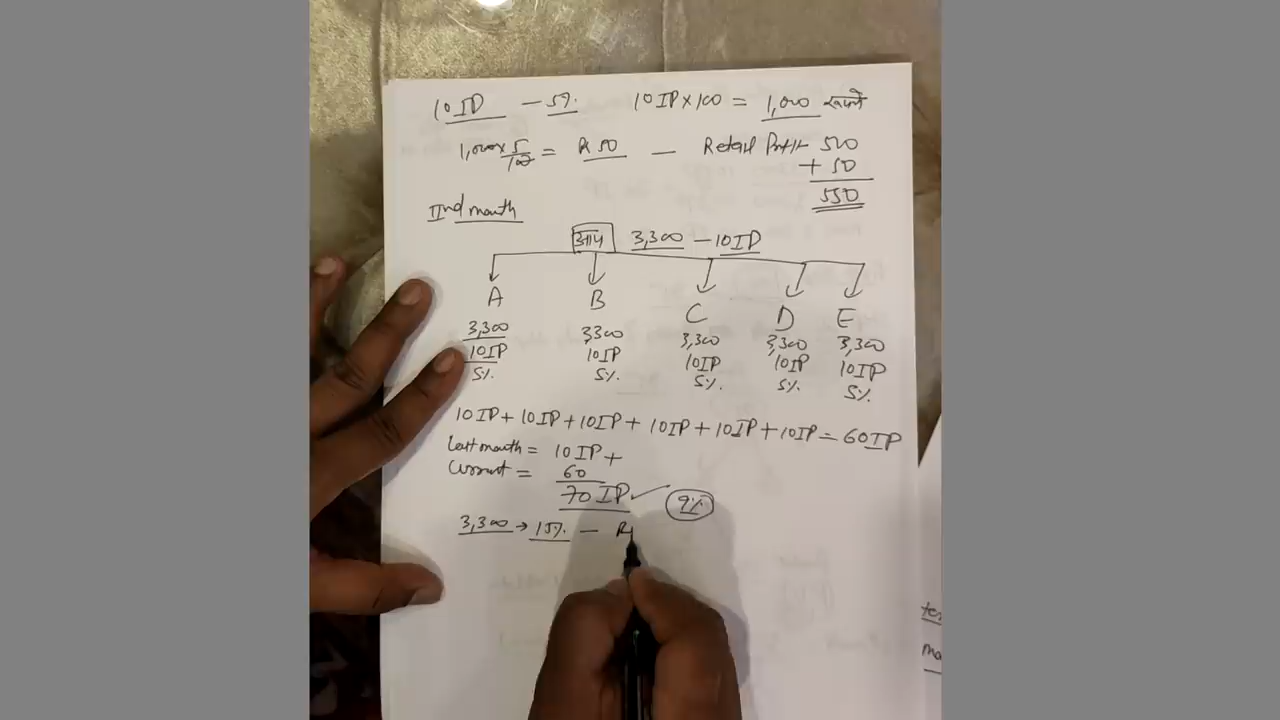 10 IP - 5% 10 IP × 100 = 1,000
1,000 × 5/100 = R 50 - Retail Profit 500
+ 50
550
IInd month
3,300 - 10 IP
A B C D E
3,300 3,300 3,300 3,300 3,300
10 IP 10 IP 10 IP 10 IP 10 IP
5% 5% 5% 5% 5%
10 IP + 10 IP + 10 IP + 10 IP + 10 IP + 10 IP = 60 IP
Last month = 10 IP +
Current = 60
70 IP ✓ 9%
3,300 → 15% - R